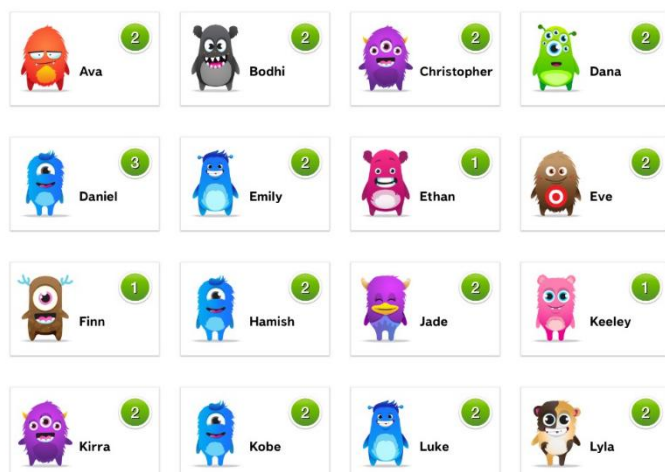 2
Ava
2
Bodhi
2
Christopher
2
Dana
3
Daniel
2
Emily
1
Ethan
2
Eve
1
Finn
2
Hamish
2
Jade
1
Keeley
2
Kirra
2
Kobe
2
Luke
2
Lyla